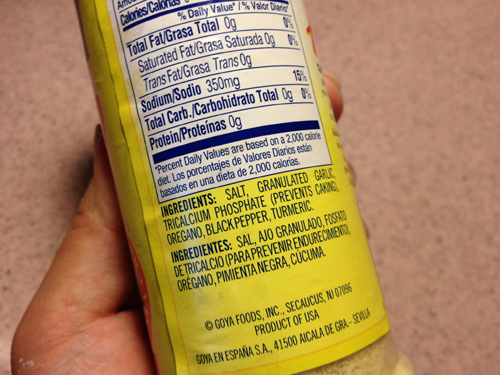 Calories/Calorías
% Daily Value* / % Valor Diario*
Total Fat/Grasa Total 0g 0%
Saturated Fat/Grasa Saturada 0g 0%
Trans Fat/Grasa Trans 0g
Sodium/Sodio 350mg 15%
Total Carb./Carbohidrato Total 0g 0%
Protein/Proteínas 0g
*Percent Daily Values are based on a 2,000 calorie
diet. Los porcentajes de Valores Diarios están
basados en una dieta de 2,000 calorías.
INGREDIENTS: SALT, GRANULATED GARLIC,
TRICALCIUM PHOSPHATE (PREVENTS CAKING),
OREGANO, BLACK PEPPER, TURMERIC.
INGREDIENTES: SAL, AJO GRANULADO, FOSFATO
DE TRICALCIO (PARA PREVENIR ENDURECIMIENTO),
ORÉGANO, PIMIENTA NEGRA, CÚCUMA.
© GOYA FOODS, INC., SECAUCUS, NJ 07096
PRODUCT OF USA
GOYA EN ESPAÑA S.A., 41500 AlCALA DE GRA – SEVILLA